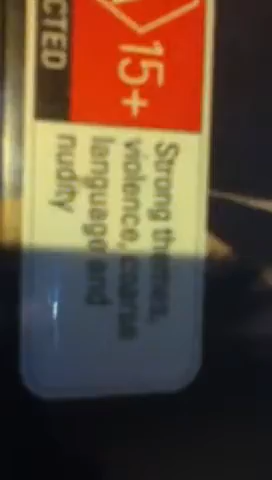 15+
CTED
Strong themes,
violence, coarse
language and
nudity